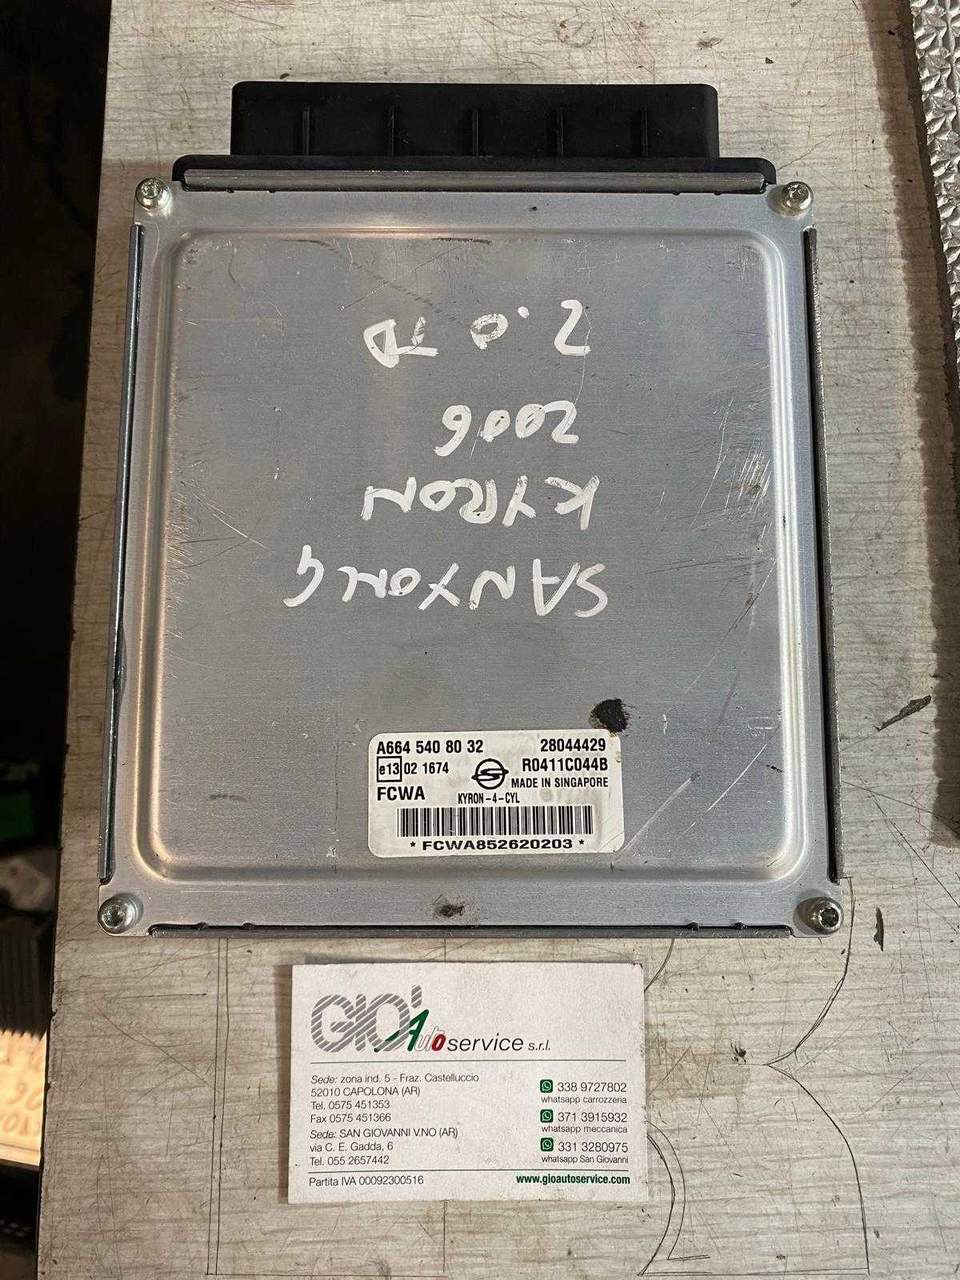 SANYONG
KYRON
2006
2.0 TD
A664 540 80 32 28044429
e13 02 1674 R0411C044B
MADE IN SINGAPORE
FCWA KYRON-4-CYL
* FCWA852620203 *
GIO' Auto service s.r.l.
Sede: zona ind. 5 - Fraz. Castelluccio
52010 CAPOLONA (AR)
Tel. 0575 451353
Fax 0575 451366
Sede: SAN GIOVANNI V.NO (AR)
via C. E. Gadda, 6
Tel. 055 2657442
Partita IVA 00092300516
338 9727802
whatsapp carrozzeria
371 3915932
whatsapp meccanica
331 3280975
whatsapp San Giovanni
www.gioautoservice.com